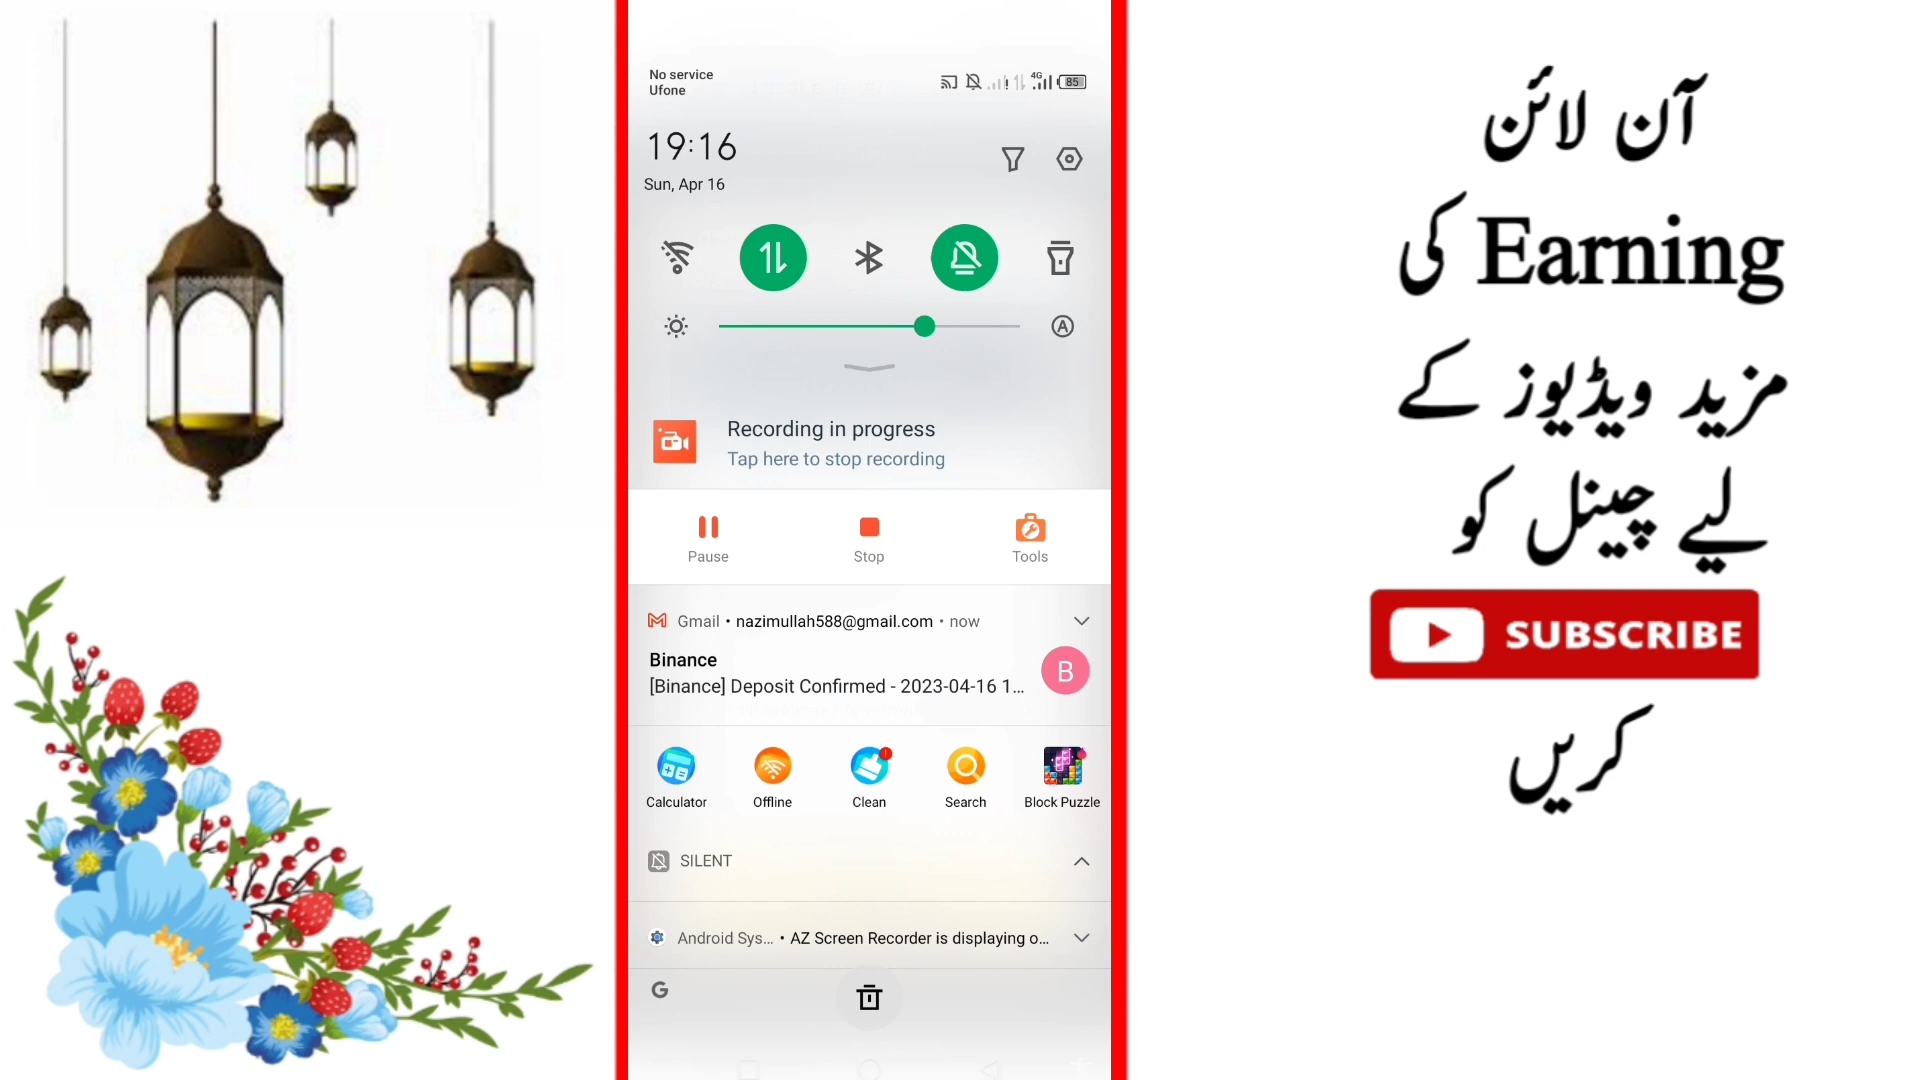 No service
Ufone
4G
85
19:16
Sun, Apr 16
A
Recording in progress
Tap here to stop recording
Pause
Stop
Tools
Gmail • nazimullah588@gmail.com • now
Binance
[Binance] Deposit Confirmed - 2023-04-16 1...
B
Calculator
Offline
Clean
Search
Block Puzzle
SILENT
Android Sys... • AZ Screen Recorder is displaying o...
G
آن لائن
Earning کی
مزید ویڈیوز کے
لیے چینل کو
SUBSCRIBE
کریں